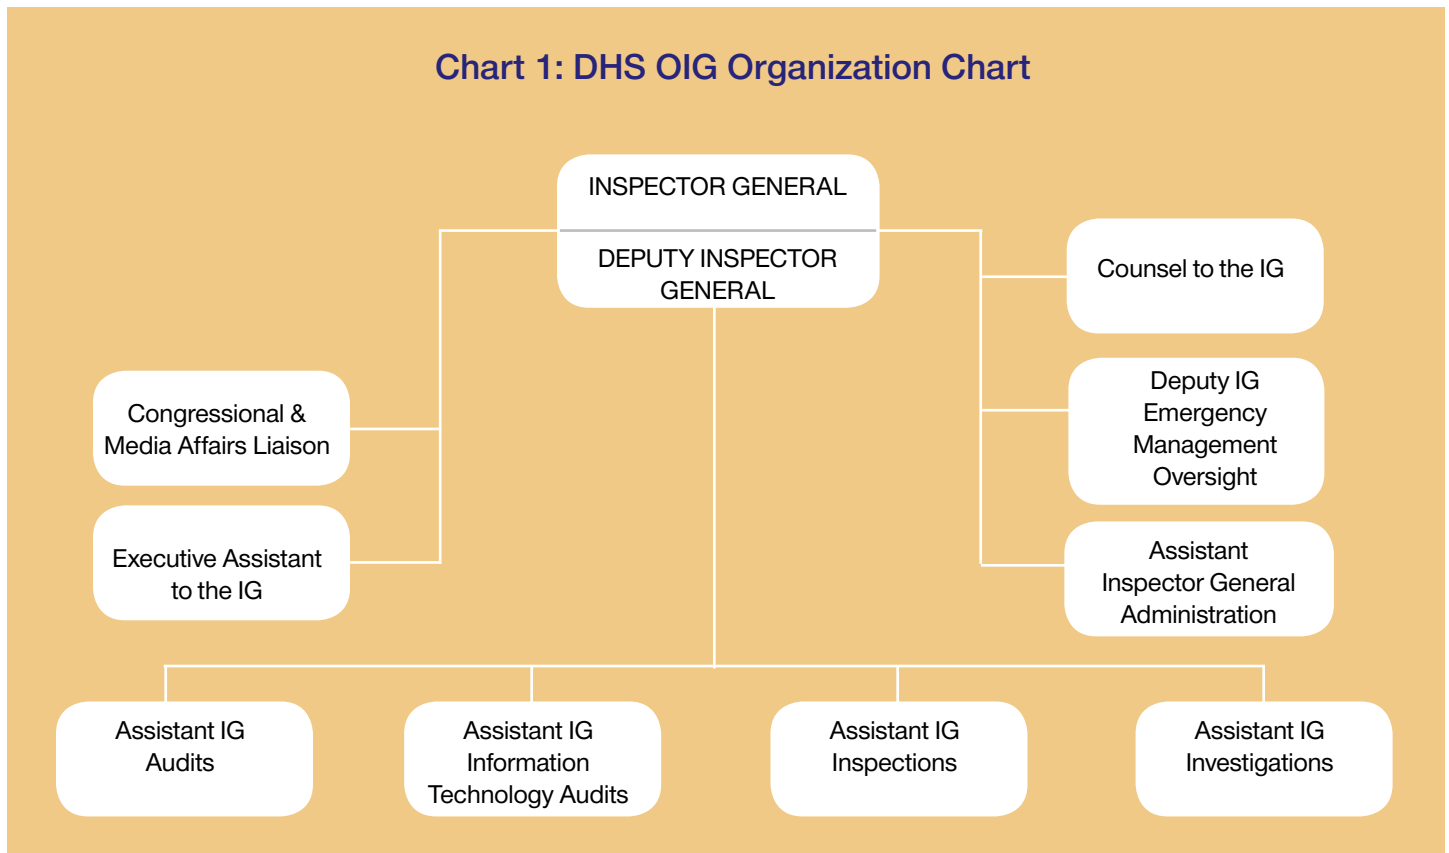 Chart 1: DHS OIG Organization Chart
INSPECTOR GENERAL
DEPUTY INSPECTOR
GENERAL
Counsel to the IG
Deputy IG
Emergency
Management
Oversight
Congressional &
Media Affairs Liaison
Executive Assistant
to the IG
Assistant
Inspector General
Administration
Assistant IG
Audits
Assistant IG
Information
Technology Audits
Assistant IG
Inspections
Assistant IG
Investigations